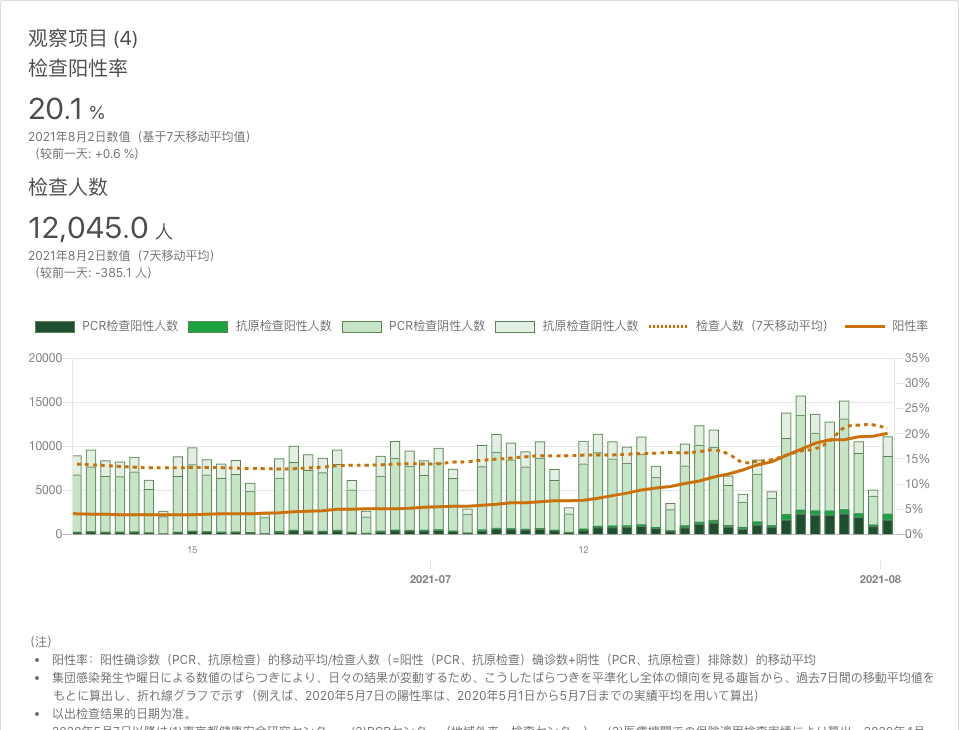 观察项目 (4)
检查阳性率
20.1 %
2021年8月2日数值（基于7天移动平均值）
（较前一天: +0.6 %）
检查人数
12,045.0 人
2021年8月2日数值（7天移动平均）
（较前一天: -385.1 人）
PCR检查阳性人数 抗原检查阳性人数 PCR检查阴性人数 抗原检查阴性人数 检查人数（7天移动平均） 阳性率
20000 35%
30%
15000 25%
20%
10000 15%
5000 10%
5%
0 0%
15 12
2021-07 2021-08
（注）
• 阳性率：阳性确诊数（PCR、抗原检查）的移动平均/检查人数（=阳性（PCR、抗原检查）确诊数+阴性（PCR、抗原检查）排除数）的移动平均
• 集団感染発生や曜日による数値のばらつきにより、日々の結果が変動するため、こうしたばらつきを平準化し全体の傾向を見る趣旨から、過去7日間の移動平均値を
もとに算出し、折れ線グラフで示す（例えば、2020年5月7日の陽性率は、2020年5月1日から5月7日までの実績平均を用いて算出）
• 以出检查结果的日期为准。